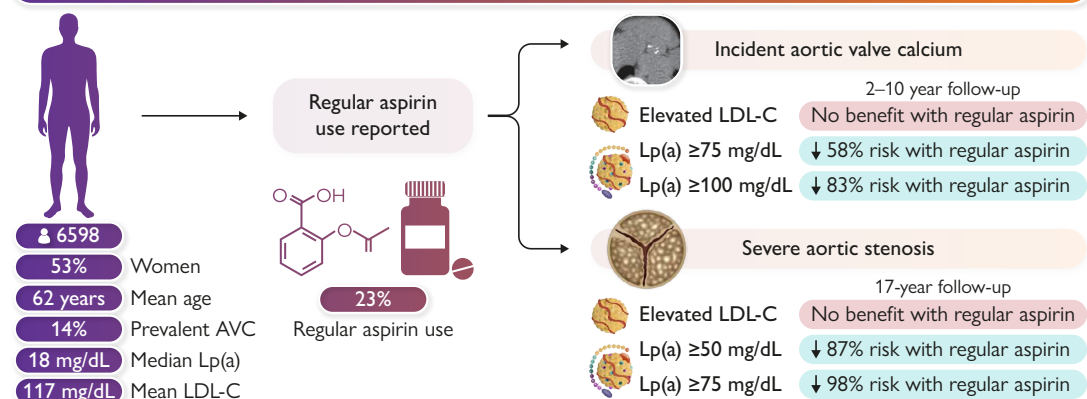 Regular aspirin
use reported
OH
O
O
O
6598
53% Women
62 years Mean age
14% Prevalent AVC
18 mg/dL Median Lp(a)
117 mg/dL Mean LDL-C
23%
Regular aspirin use
Incident aortic valve calcium
2–10 year follow-up
Elevated LDL-C No benefit with regular aspirin
Lp(a) ≥75 mg/dL ↓ 58% risk with regular aspirin
Lp(a) ≥100 mg/dL ↓ 83% risk with regular aspirin
Severe aortic stenosis
17-year follow-up
Elevated LDL-C No benefit with regular aspirin
Lp(a) ≥50 mg/dL ↓ 87% risk with regular aspirin
Lp(a) ≥75 mg/dL ↓ 98% risk with regular aspirin